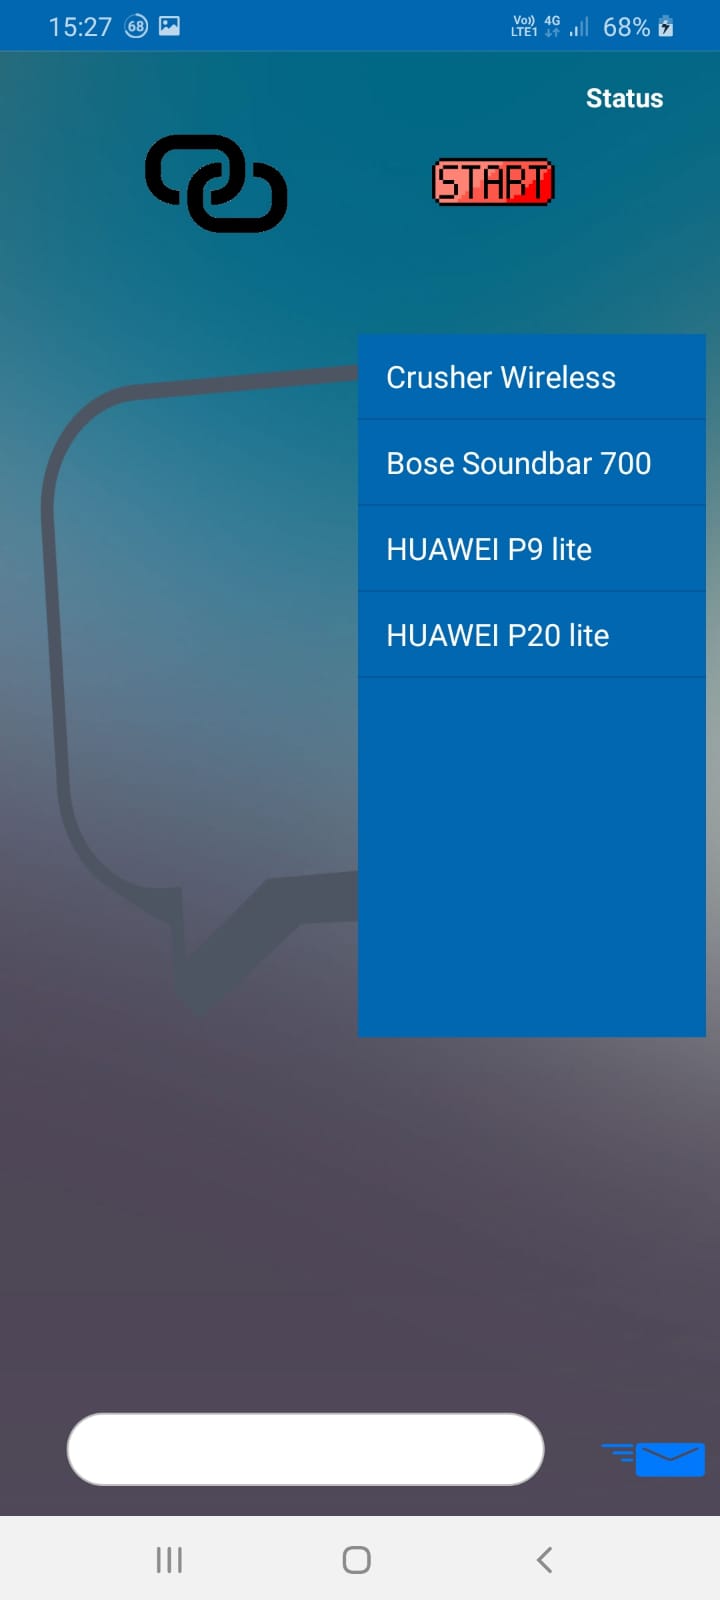 15:27 68 Vo)) LTE1 4G 68%
Status
START
Crusher Wireless
Bose Soundbar 700
HUAWEI P9 lite
HUAWEI P20 lite